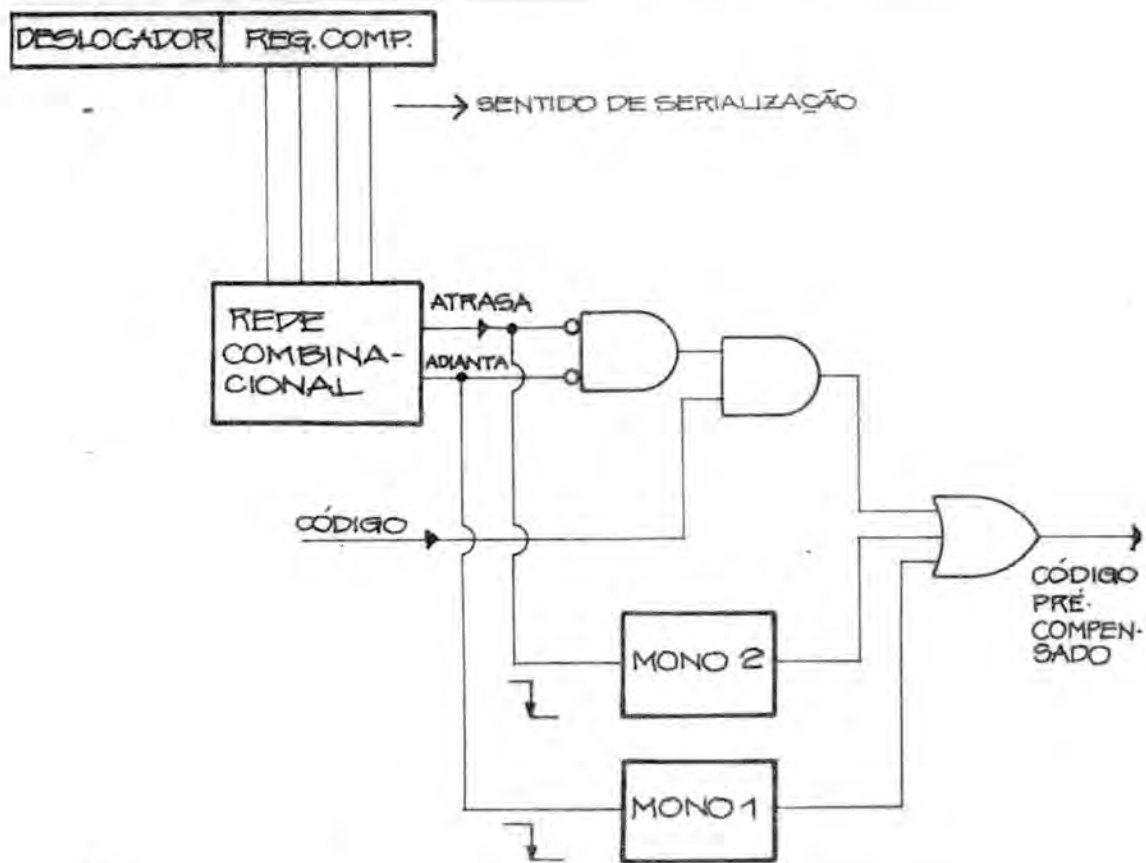 DESLOCADOR REG. COMP.
SENTIDO DE SERIALIZAÇÃO
REDE
COMBINA-
CIONAL
ATRASA
ADIANTA
CÓDIGO
CÓDIGO
PRÉ-
COMPEN-
SADO
MONO 2
MONO 1